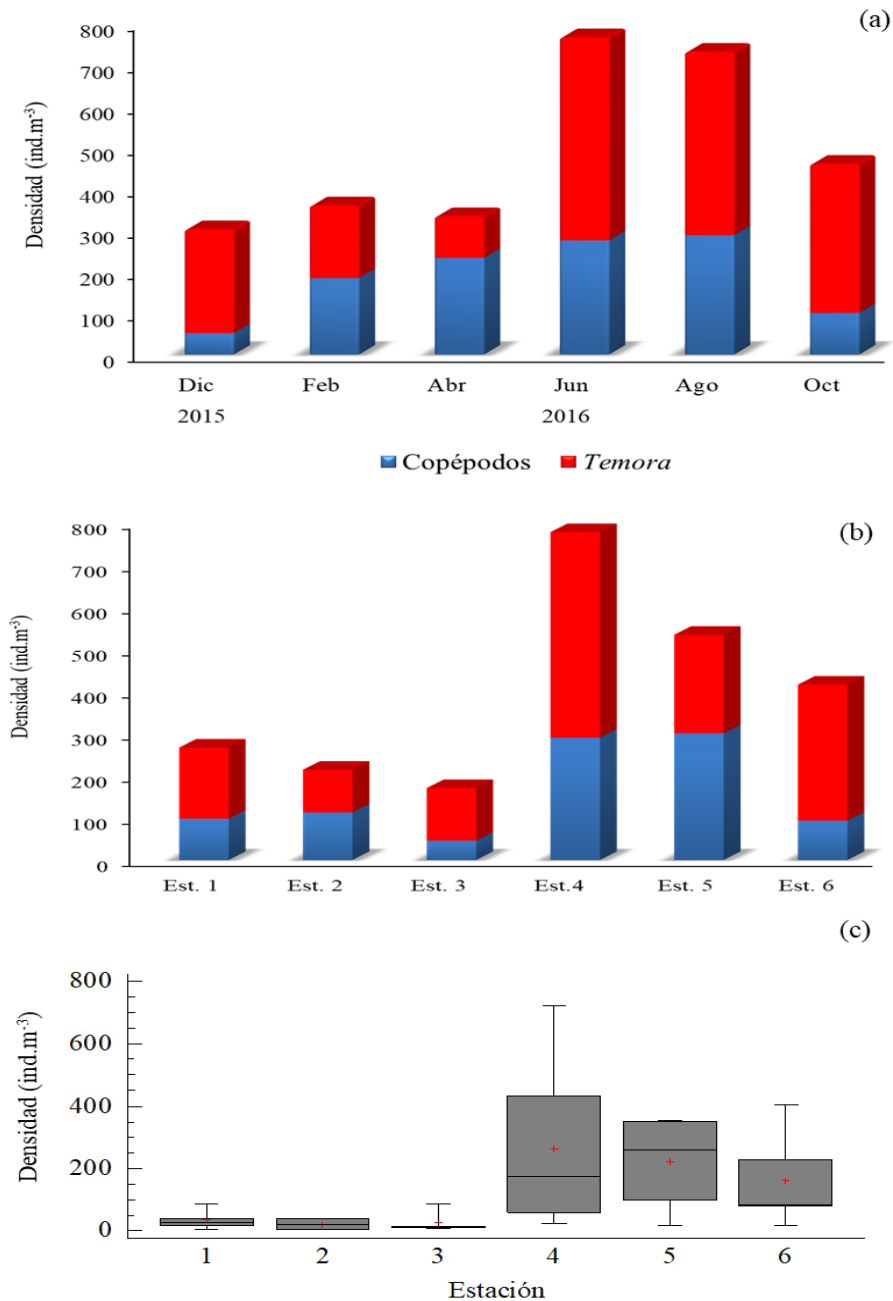 (a)
800
700
600
500
400
300
200
100
0
Densidad (ind.m-3)
Dic Feb Abr Jun Ago Oct
2015 2016
Copépodos Temora
(b)
800
700
600
500
400
300
200
100
0
Densidad (ind.m-3)
Est. 1 Est. 2 Est. 3 Est.4 Est. 5 Est. 6
(c)
800
600
400
200
0
Densidad (ind.m-3)
1 2 3 4 5 6
Estación